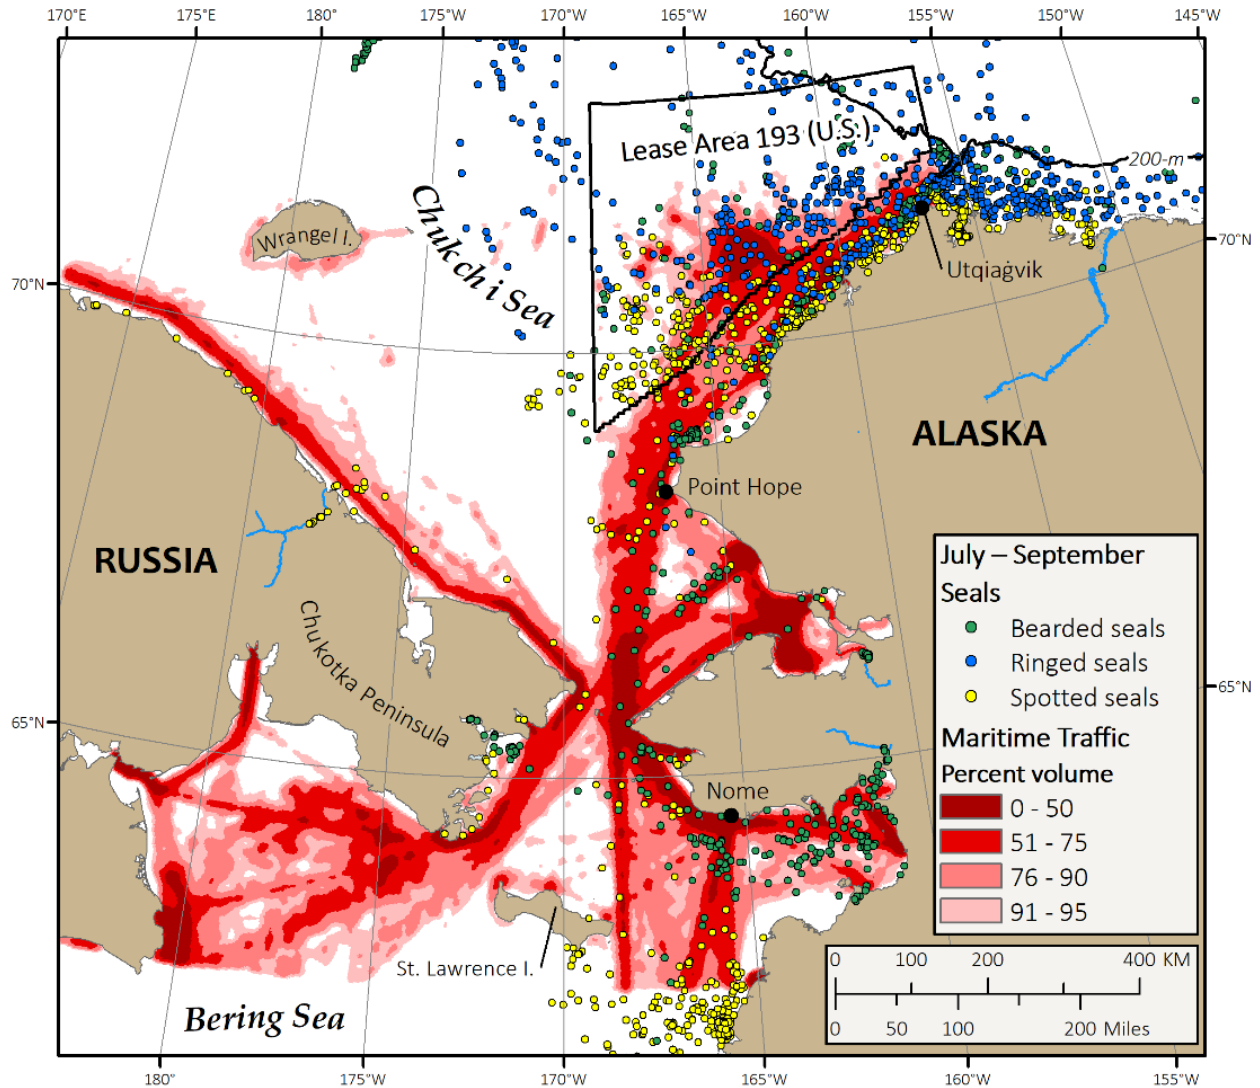 170°E 175°E 180° 175°W 170°W 165°W 160°W 155°W 150°W 145°W
Lease Area 193 (U.S.)
200-m
Chukchi Sea
Wrangel I.
70°N
Utqiaġvik
70°N
ALASKA
Point Hope
RUSSIA
Chukotka Peninsula
65°N
65°N
Nome
St. Lawrence I.
Bering Sea
July – September
Seals
Bearded seals
Ringed seals
Spotted seals
Maritime Traffic
Percent volume
0 - 50
51 - 75
76 - 90
91 - 95
0 100 200 400 KM
0 50 100 200 Miles
180° 175°W 170°W 165°W 160°W 155°W